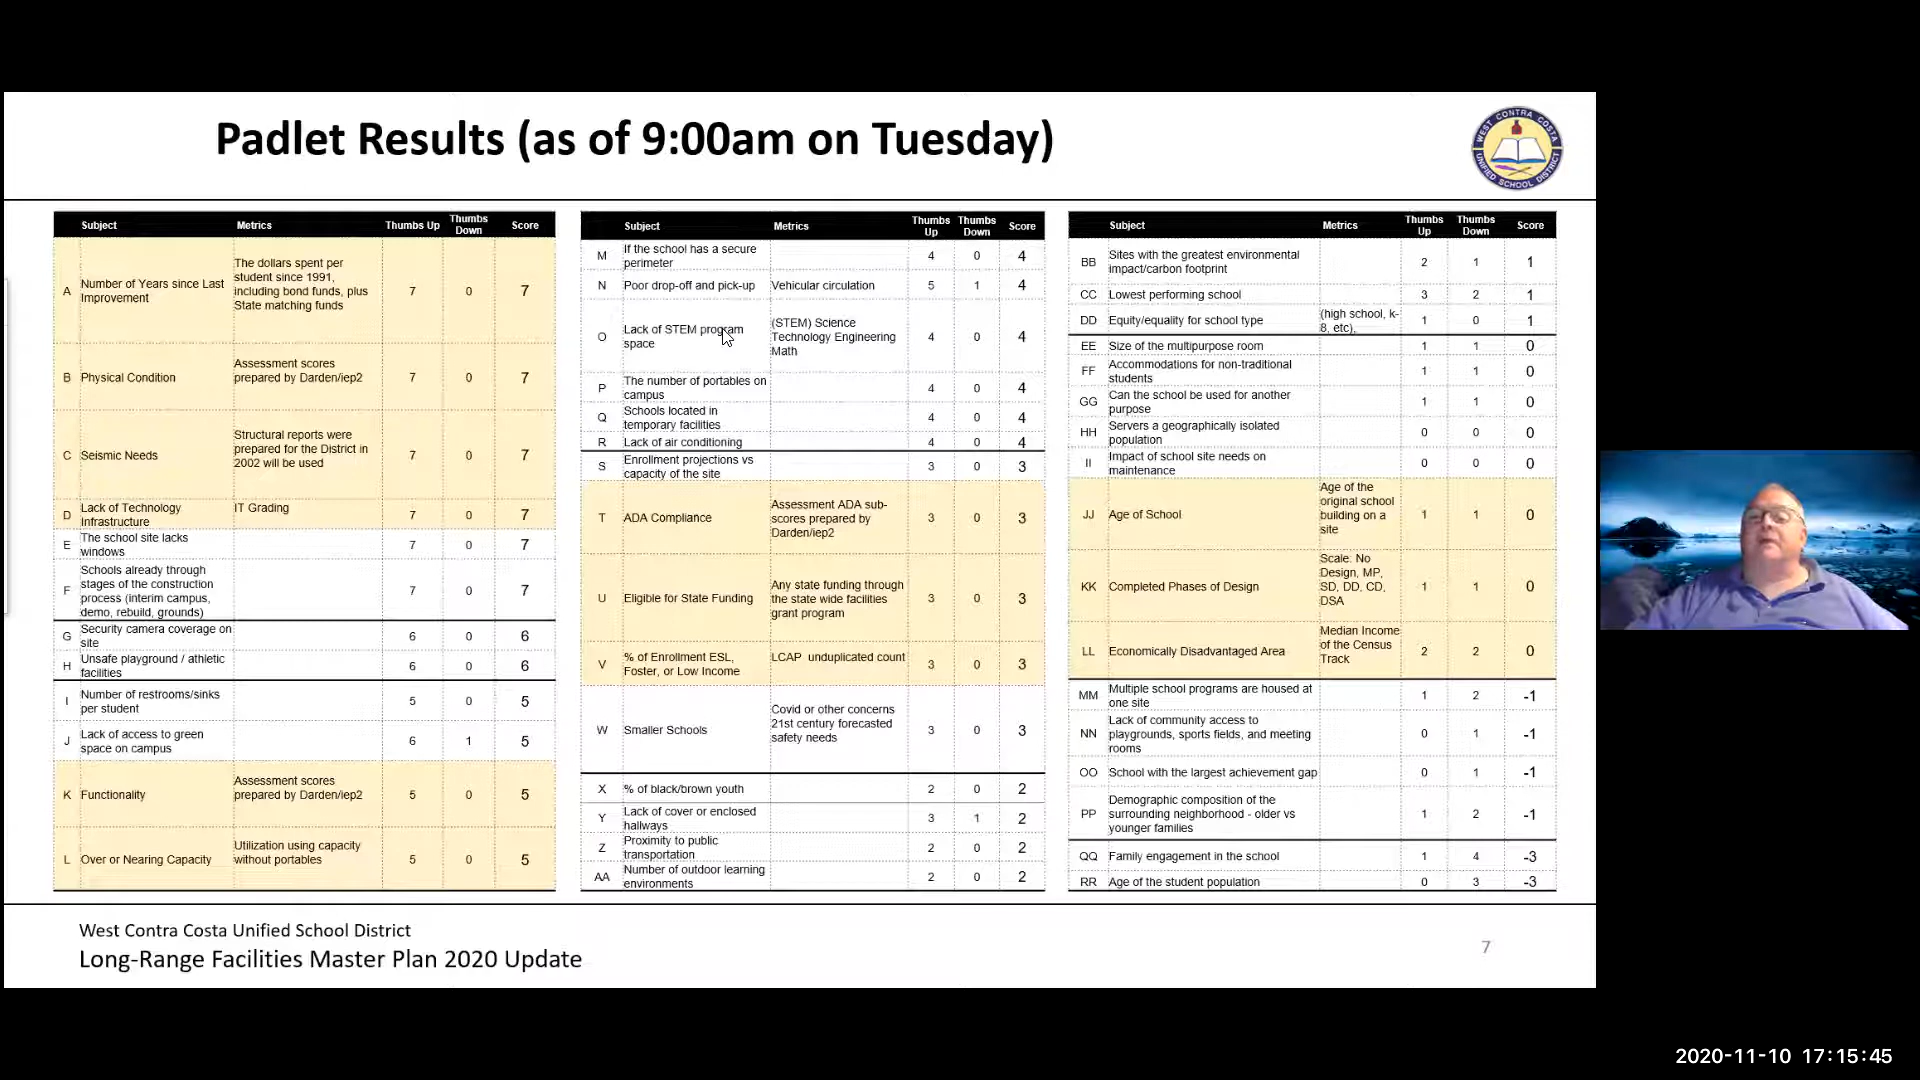 Padlet Results (as of 9:00am on Tuesday)
WEST CONTRA COSTA
UNIFIED SCHOOL DISTRICT
Subject Metrics Thumbs Up Thumbs Down Score
A Number of Years since Last Improvement The dollars spent per student since 1991, including bond funds, plus State matching funds 7 0 7
B Physical Condition Assessment scores prepared by Darden/iep2 7 0 7
C Seismic Needs Structural reports were prepared for the District in 2002 will be used 7 0 7
D Lack of Technology Infrastructure IT Grading 7 0 7
E The school site lacks windows 7 0 7
F Schools already through stages of the construction process (interim campus, demo, rebuild, grounds) 7 0 7
G Security camera coverage on site 6 0 6
H Unsafe playground / athletic facilities 6 0 6
I Number of restrooms/sinks per student 5 0 5
J Lack of access to green space on campus 6 1 5
K Functionality Assessment scores prepared by Darden/iep2 5 0 5
L Over or Nearing Capacity Utilization using capacity without portables 5 0 5
Subject Metrics Thumbs Up Thumbs Down Score
M If the school has a secure perimeter 4 0 4
N Poor drop-off and pick-up Vehicular circulation 5 1 4
O Lack of STEM program space (STEM) Science Technology Engineering Math 4 0 4
P The number of portables on campus 4 0 4
Q Schools located in temporary facilities 4 0 4
R Lack of air conditioning 4 0 4
S Enrollment projections vs capacity of the site 3 0 3
T ADA Compliance Assessment ADA sub-scores prepared by Darden/iep2 3 0 3
U Eligible for State Funding Any state funding through the state wide facilities grant program 3 0 3
V % of Enrollment ESL, Foster, or Low Income LCAP unduplicated count 3 0 3
W Smaller Schools Covid or other concerns 21st century forecasted safety needs 3 0 3
X % of black/brown youth 2 0 2
Y Lack of cover or enclosed hallways 3 1 2
Z Proximity to public transportation 2 0 2
AA Number of outdoor learning environments 2 0 2
Subject Metrics Thumbs Up Thumbs Down Score
BB Sites with the greatest environmental impact/carbon footprint 2 1 1
CC Lowest performing school 3 2 1
DD Equity/equality for school type (high school, k-8, etc), 1 0 1
EE Size of the multipurpose room 1 1 0
FF Accommodations for non-traditional students 1 1 0
GG Can the school be used for another purpose 1 1 0
HH Servers a geographically isolated population 0 0 0
II Impact of school site needs on maintenance 0 0 0
JJ Age of School Age of the original school building on a site 1 1 0
KK Completed Phases of Design Scale: No Design, MP, SD, DD, CD, DSA 1 1 0
LL Economically Disadvantaged Area Median Income of the Census Track 2 2 0
MM Multiple school programs are housed at one site 1 2 -1
NN Lack of community access to playgrounds, sports fields, and meeting rooms 0 1 -1
OO School with the largest achievement gap 0 1 -1
PP Demographic composition of the surrounding neighborhood - older vs younger families 1 2 -1
QQ Family engagement in the school 1 4 -3
RR Age of the student population 0 3 -3
West Contra Costa Unified School District
Long-Range Facilities Master Plan 2020 Update
7
2020-11-10 17:15:45